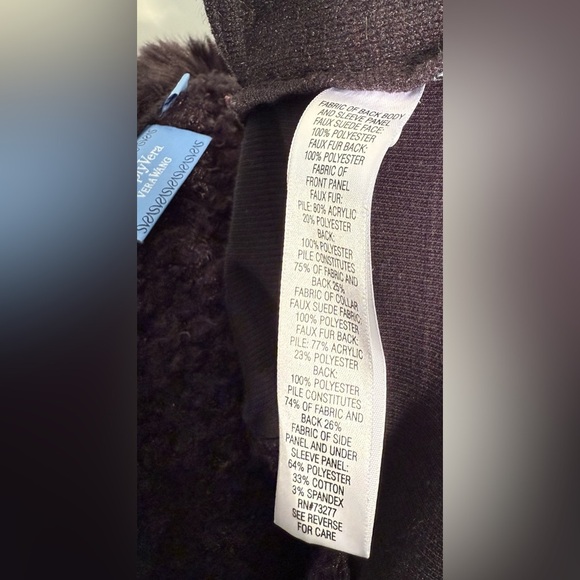 plyVera
VERA WANG
FABRIC OF BACK BODY
AND SLEEVE PANEL
FAUX SUEDE FACE:
100% POLYESTER
FAUX FUR BACK:
100% POLYESTER
FABRIC OF
FRONT PANEL
FAUX FUR:
PILE: 80% ACRYLIC
20% POLYESTER
BACK:
100% POLYESTER
PILE CONSTITUTES
75% OF FABRIC AND
BACK 25%
FABRIC OF COLLAR
FAUX SUEDE FABRIC:
100% POLYESTER
FAUX FUR BACK:
PILE: 77% ACRYLIC
23% POLYESTER
BACK:
100% POLYESTER
PILE CONSTITUTES
74% OF FABRIC AND
BACK 26%
FABRIC OF SIDE
PANEL AND UNDER
SLEEVE PANEL:
64% POLYESTER
33% COTTON
3% SPANDEX
RN#73277
SEE REVERSE
FOR CARE